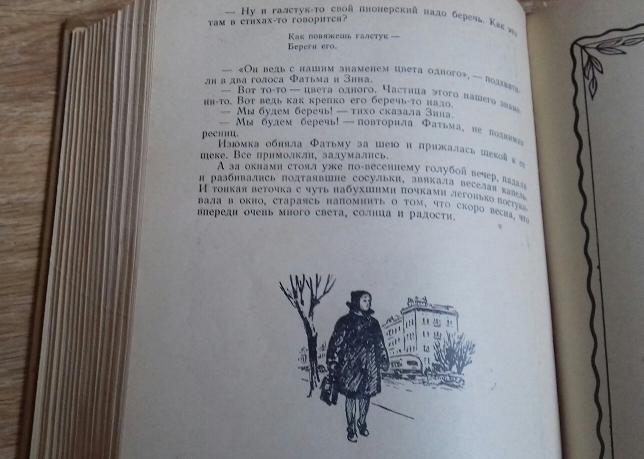 — Ну и галстук-то свой пионерский надо беречь. Как это
там в стихах-то говорится?
Как повяжешь галстук —
Береги его.
— «Он ведь с нашим знаменем цвета одного», — подхвати-
ли в два голоса Фатьма и Зина.
— Вот то-то — цвета одного. Частица этого нашего знаме-
ни-то. Вот ведь как крепко его беречь-то надо.
— Мы будем беречь! — тихо сказала Зина.
— Мы будем беречь! — повторила Фатьма, не поднимая
ресниц.
Изюмка обняла Фатьму за шею и прижалась щекой к её
щеке. Все примолкли, задумались.
А за окнами стоял уже по-весеннему голубой вечер, падали
и разбивались подтаявшие сосульки, звякала веселая капель.
И тонкая веточка с чуть набухшими почками легонько постуки-
вала в окно, стараясь напомнить о том, что скоро весна, что
впереди очень много света, солнца и радости.